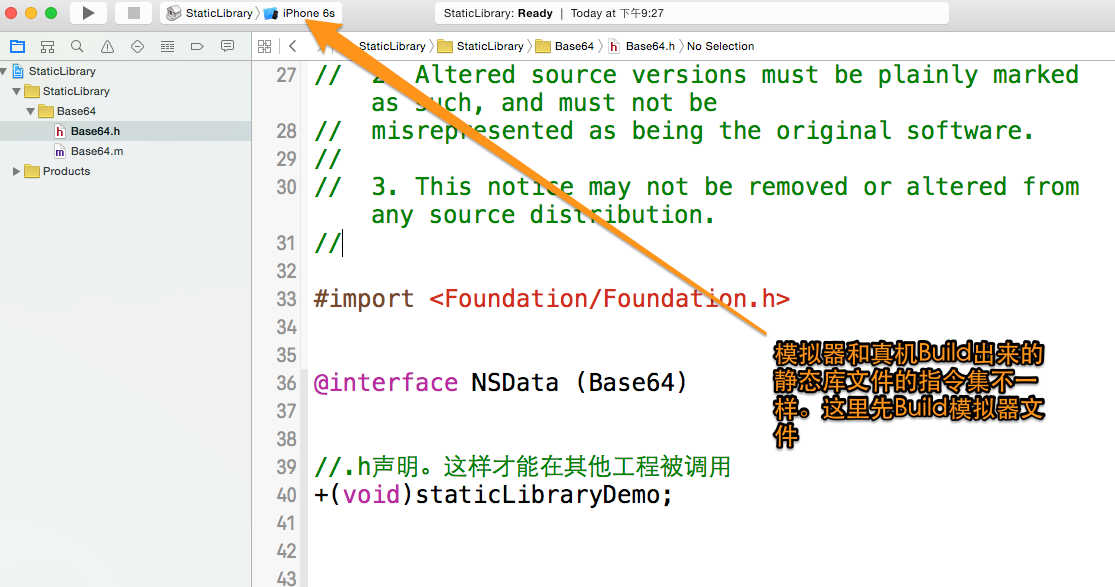 StaticLibrary
iPhone 6s
StaticLibrary: Ready | Today at 下午9:27
StaticLibrary
StaticLibrary
Base64
Base64.h
No Selection
StaticLibrary
StaticLibrary
Base64
Base64.h
Base64.m
Products
27 // 2. Altered source versions must be plainly marked
as such, and must not be
28 // misrepresented as being the original software.
29 //
30 // 3. This notice may not be removed or altered from
any source distribution.
31 //
32
33 #import <Foundation/Foundation.h>
34
35
36 @interface NSData (Base64)
37
38
39 //.h声明。这样才能在其他工程被调用
40 +(void)staticLibraryDemo;
41
42
43
模拟器和真机Build出来的
静态库文件的指令集不一
样。这里先Build模拟器文
件